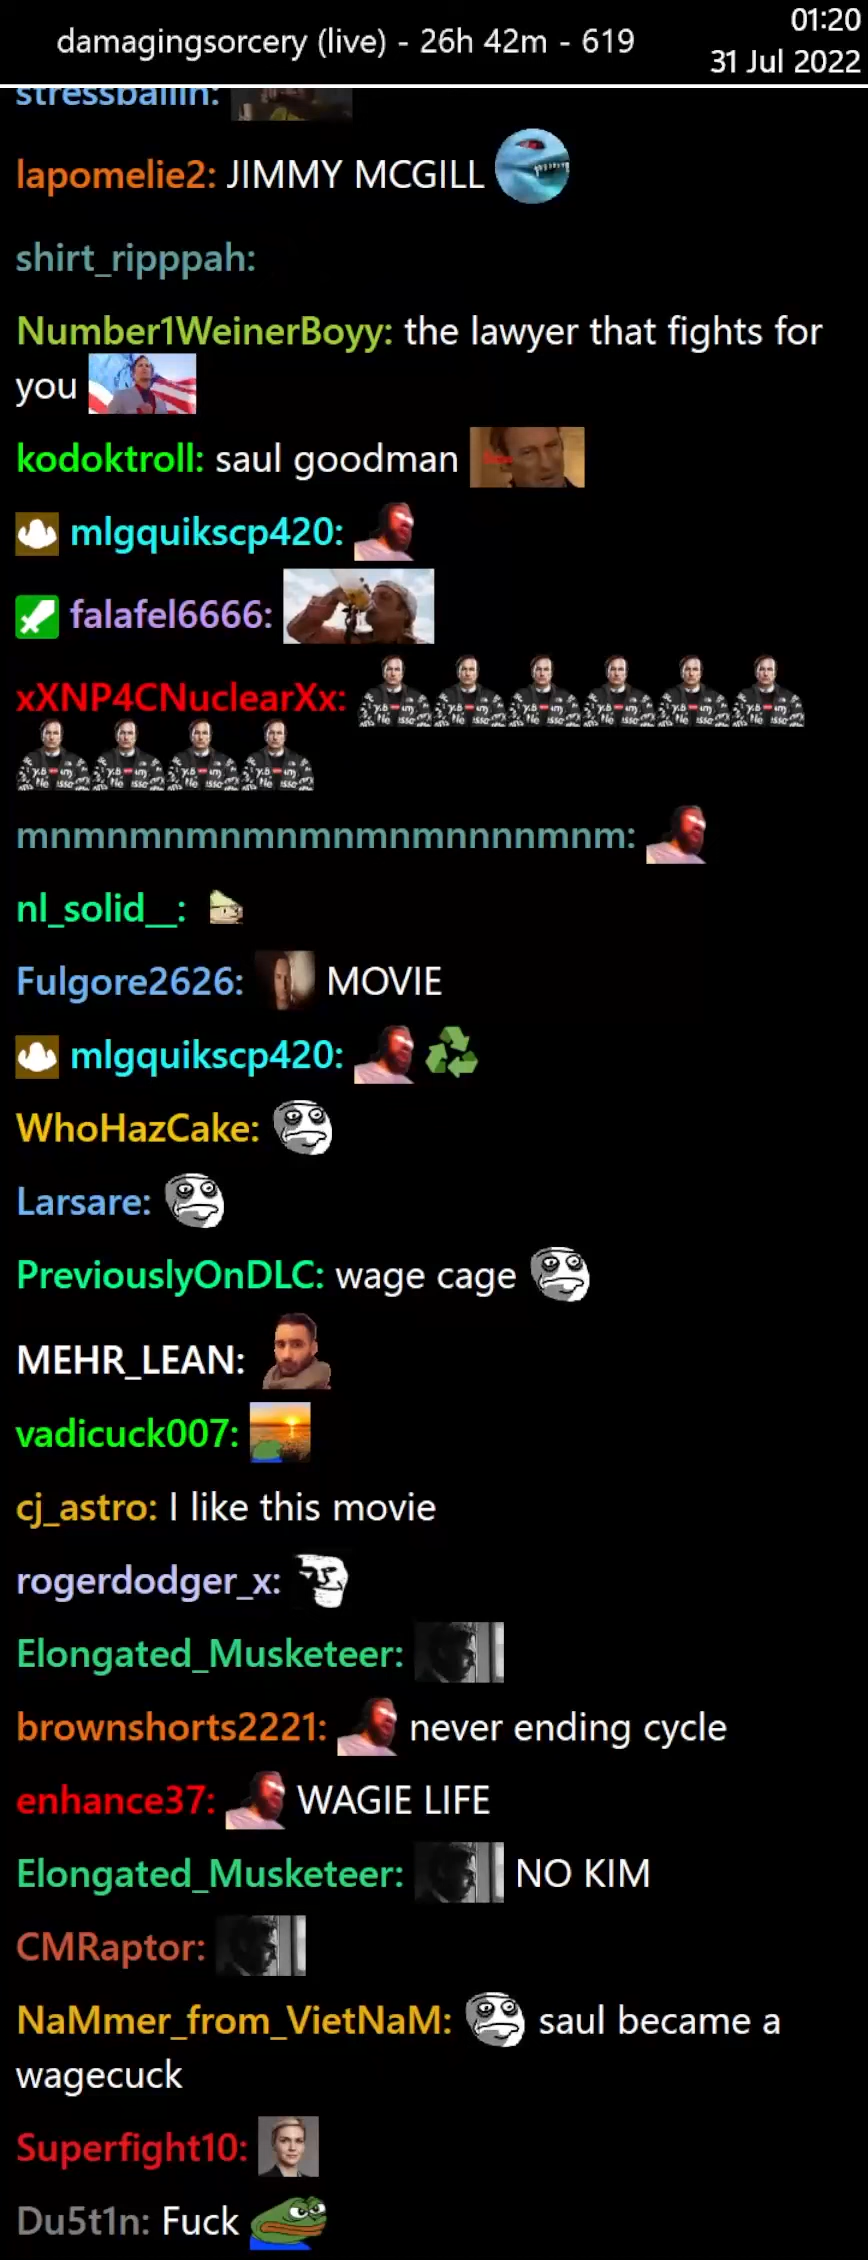 damagingsorcery (live) - 26h 42m - 619
01:20
31 Jul 2022
stressballin:
lapomelie2: JIMMY MCGILL
shirt_ripppah:
Number1WeinerBoyy: the lawyer that fights for
you
kodoktroll: saul goodman
mlgquikscp420:
falafel6666:
xXNP4CNuclearXx:
mnmnmnmnmnmnmnmnmnnnnmnm:
nl_solid__:
Fulgore2626: MOVIE
mlgquikscp420:
WhoHazCake:
Larsare:
PreviouslyOnDLC: wage cage
MEHR_LEAN:
vadicuck007:
cj_astro: I like this movie
rogerdodger_x:
Elongated_Musketeer:
brownshorts2221: never ending cycle
enhance37: WAGIE LIFE
Elongated_Musketeer: NO KIM
CMRaptor:
NaMmer_from_VietNaM: saul became a
wagecuck
Superfight10:
Du5t1n: Fuck